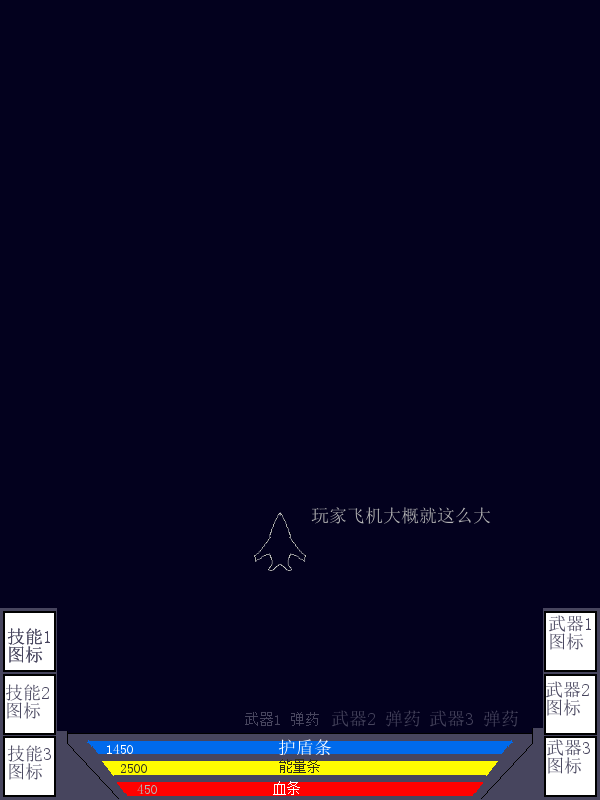 玩家飞机大概就这么大
技能1
图标
技能2
图标
技能3
图标
武器1
图标
武器2
图标
武器3
图标
武器1 弹药 武器2 弹药 武器3 弹药
1450 护盾条
2500 能量条
450 血条